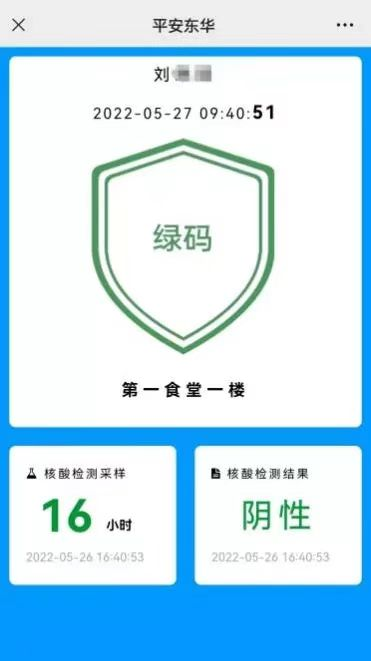 平安东华
刘
2022-05-27 09:40:51
绿码
第一食堂一楼
核酸检测采样
16 小时
2022-05-26 16:40:53
核酸检测结果
阴性
2022-05-26 16:40:53